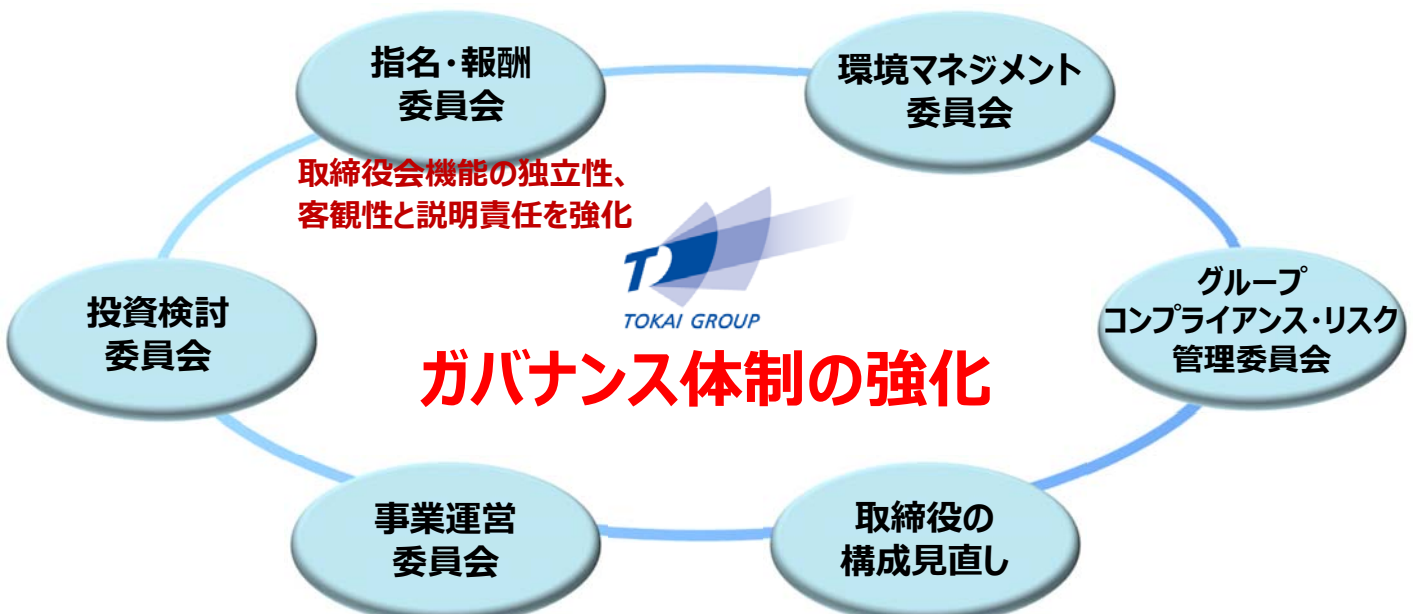 指名・報酬
委員会
環境マネジメント
委員会
取締役会機能の独立性、
客観性と説明責任を強化
TOKAI GROUP
グループ
コンプライアンス・リスク
管理委員会
投資検討
委員会
ガバナンス体制の強化
事業運営
委員会
取締役の
構成見直し